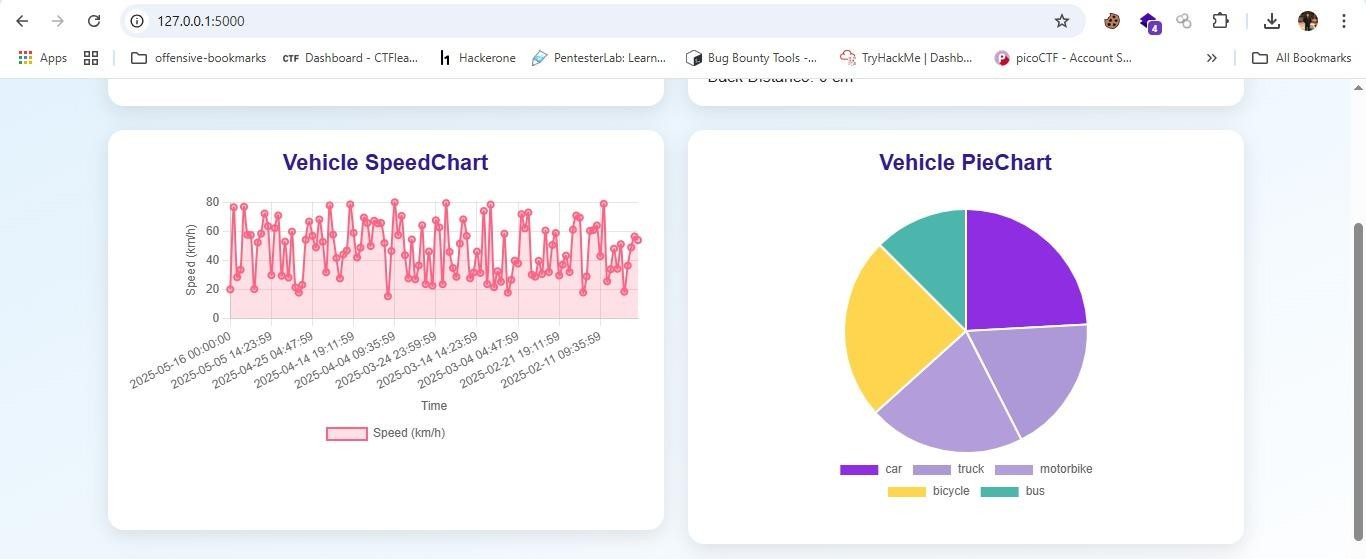 127.0.0.1:5000
4
Apps
offensive-bookmarks
CTF Dashboard - CTFlea...
Hackerone
PentesterLab: Learn...
Bug Bounty Tools -...
TryHackMe | Dashb...
picoCTF - Account S...
»
All Bookmarks
Back Distance: 0 cm
Vehicle SpeedChart
80
60
40
20
0
Speed (km/h)
2025-05-16 00:00:00
2025-05-05 14:23:59
2025-04-25 04:47:59
2025-04-14 19:11:59
2025-04-04 09:35:59
2025-03-24 23:59:59
2025-03-14 14:23:59
2025-03-04 04:47:59
2025-02-21 19:11:59
2025-02-11 09:35:59
Time
Speed (km/h)
Vehicle PieChart
car truck motorbike
bicycle bus